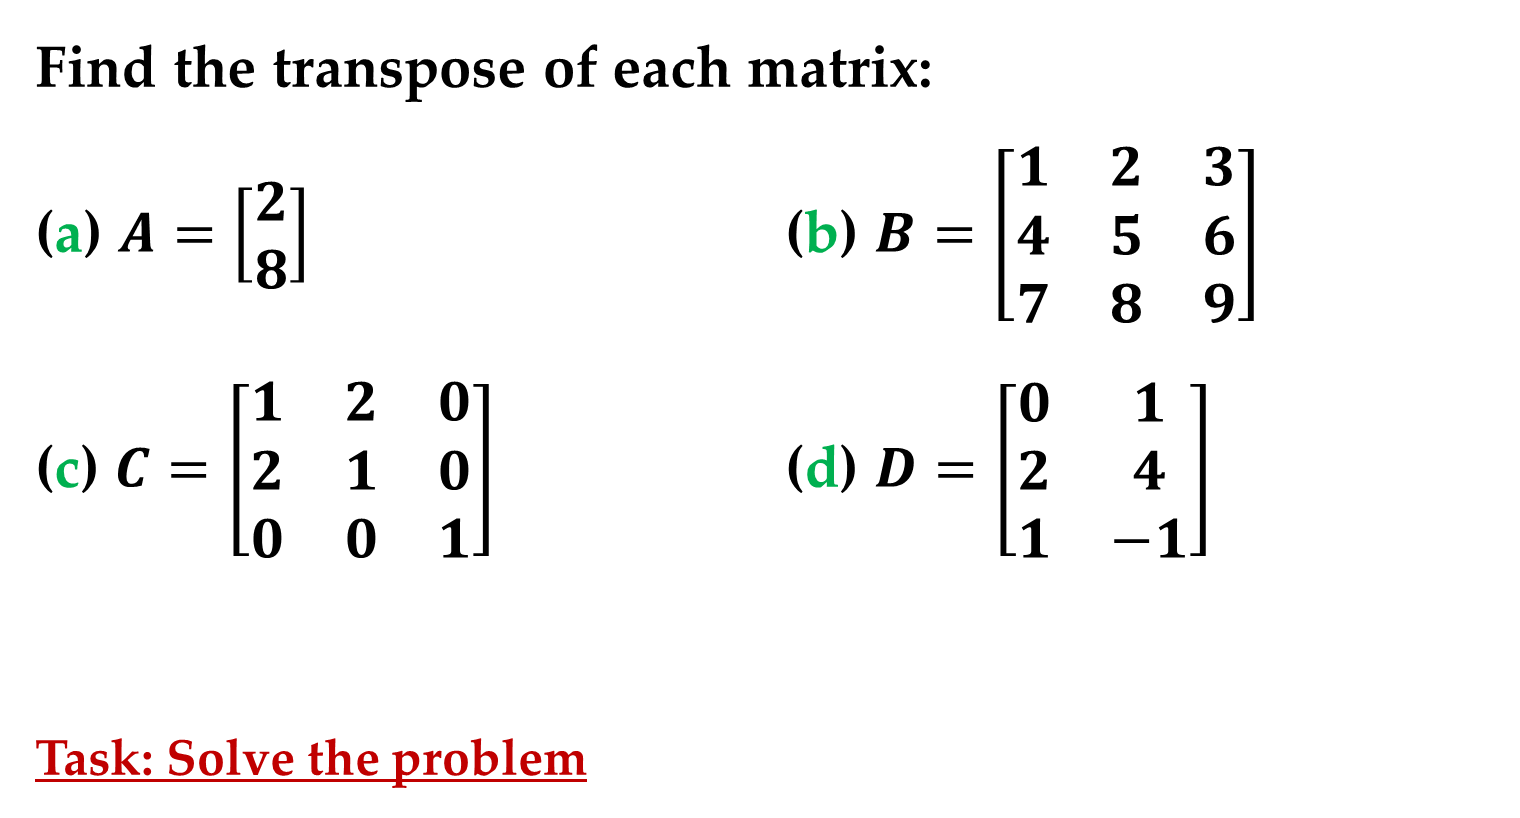 Find the transpose of each matrix:
(a) A = [2
8]
(b) B = [1 2 3
4 5 6
7 8 9]
(c) C = [1 2 0
2 1 0
0 0 1]
(d) D = [0 1
2 4
1 −1]
Task: Solve the problem